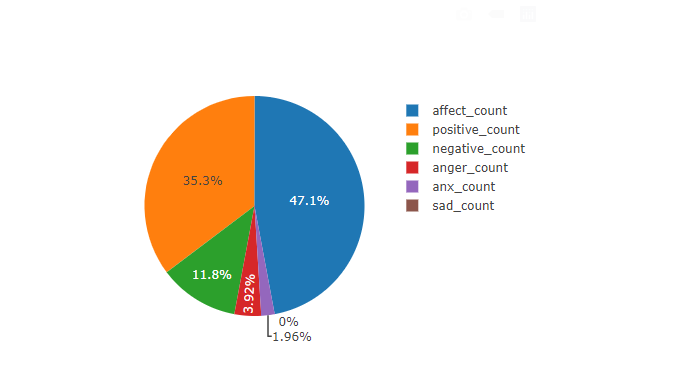 affect_count
positive_count
negative_count
anger_count
anx_count
sad_count
35.3%
47.1%
11.8%
3.92%
0%
1.96%